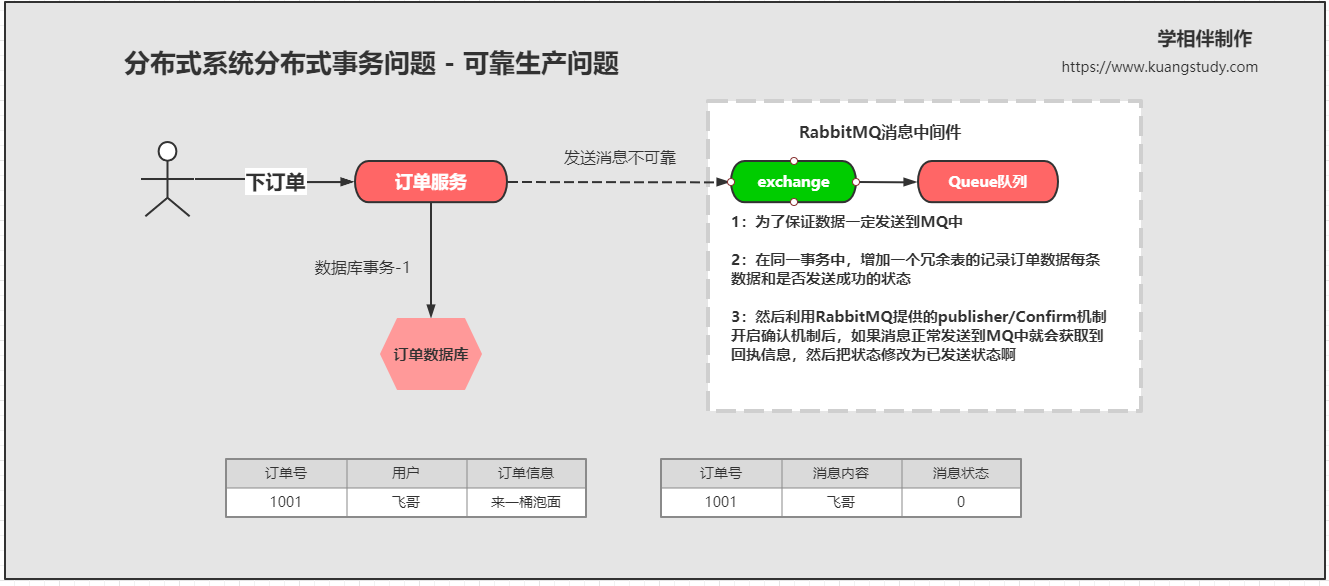 学相伴制作
分布式系统分布式事务问题 - 可靠生产问题
https://www.kuangstudy.com
RabbitMQ消息中间件
发送消息不可靠
下订单
订单服务
exchange
Queue队列
1：为了保证数据一定发送到MQ中
2：在同一事务中，增加一个冗余表的记录订单数据每条
数据和是否发送成功的状态
3：然后利用RabbitMQ提供的publisher/Confirm机制
开启确认机制后，如果消息正常发送到MQ中就会获取到
回执信息，然后把状态修改为已发送状态啊
数据库事务-1
订单数据库
订单号 用户 订单信息
1001 飞哥 来一桶泡面
订单号 消息内容 消息状态
1001 飞哥 0